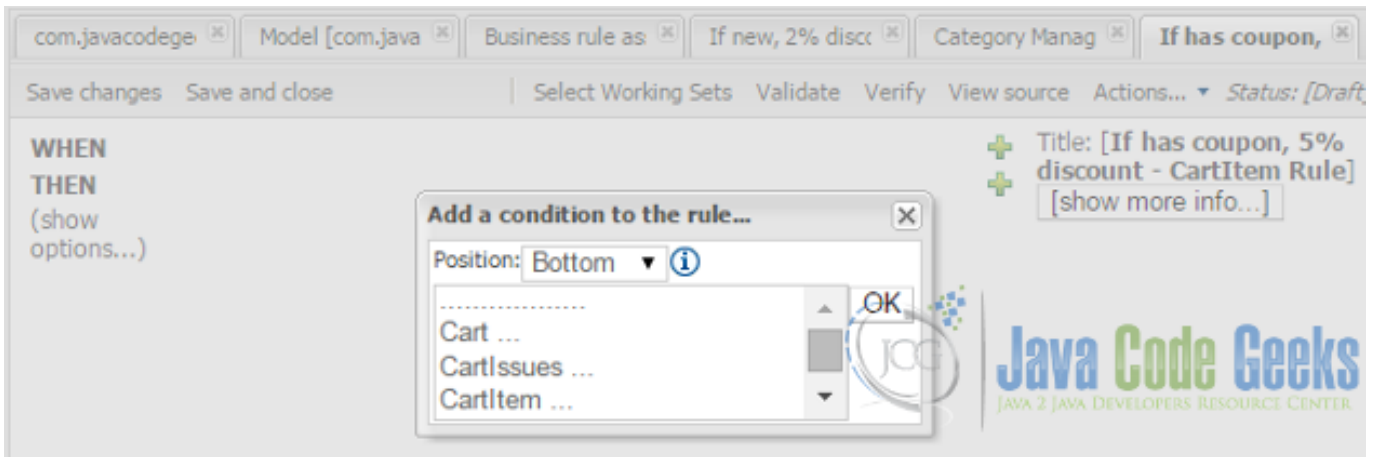 com.javacodege Model [com.java Business rule as If new, 2% disc Category Manag If has coupon,
Save changes Save and close Select Working Sets Validate Verify View source Actions... Status: [Draft
WHEN
THEN
(show
options...)
Title: [If has coupon, 5%
discount - CartItem Rule]
[show more info...]
Add a condition to the rule...
Position: Bottom
..................
Cart ...
CartIssues ...
CartItem ...
OK
JCG
Java Code Geeks
JAVA 2 JAVA DEVELOPERS RESOURCE CENTER